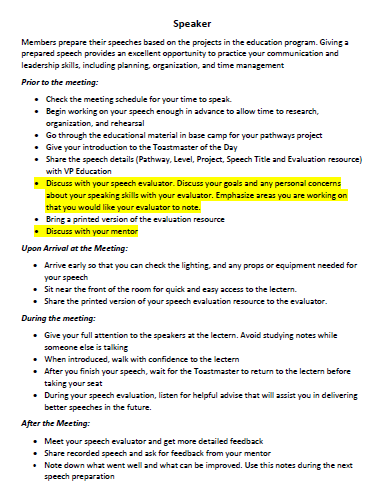 Speaker
Members prepare their speeches based on the projects in the education program. Giving a
prepared speech provides an excellent opportunity to practice your communication and
leadership skills, including planning, organization, and time management
Prior to the meeting:
• Check the meeting schedule for your time to speak.
• Begin working on your speech enough in advance to allow time to research,
organization, and rehearsal
• Go through the educational material in base camp for your pathways project
• Give your introduction to the Toastmaster of the Day
• Share the speech details (Pathway, Level, Project, Speech Title and Evaluation resource)
with VP Education
• Discuss with your speech evaluator. Discuss your goals and any personal concerns
about your speaking skills with your evaluator. Emphasize areas you are working on
that you would like your evaluator to note.
• Bring a printed version of the evaluation resource
• Discuss with your mentor
Upon Arrival at the Meeting:
• Arrive early so that you can check the lighting, and any props or equipment needed for
your speech
• Sit near the front of the room for quick and easy access to the lectern.
• Share the printed version of your speech evaluation resource to the evaluator.
During the meeting:
• Give your full attention to the speakers at the lectern. Avoid studying notes while
someone else is talking
• When introduced, walk with confidence to the lectern
• After you finish your speech, wait for the Toastmaster to return to the lectern before
taking your seat
• During your speech evaluation, listen for helpful advise that will assist you in delivering
better speeches in the future.
After the Meeting:
• Meet your speech evaluator and get more detailed feedback
• Share recorded speech and ask for feedback from your mentor
• Note down what went well and what can be improved. Use this notes during the next
speech preparation